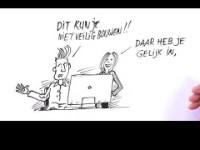 DIT KUN JE
NIET VEILIG BOUWEN!!
DAAR HEB JE
GELIJK IN,